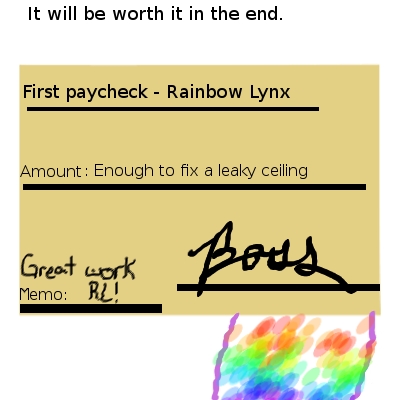 It will be worth it in the end.
First paycheck - Rainbow Lynx
Amount: Enough to fix a leaky ceiling
Great work
RL!
Memo:
Boss